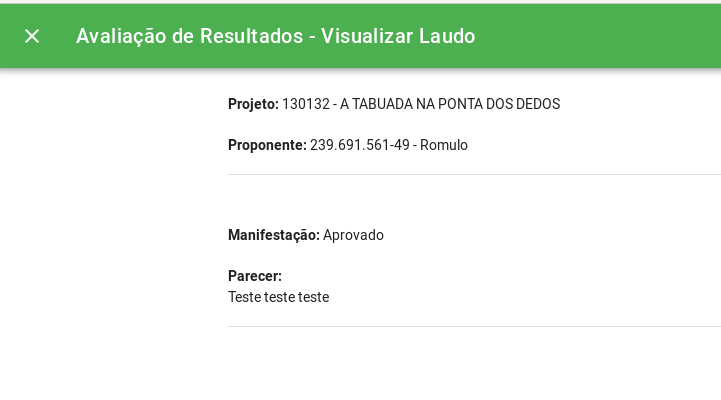 Avaliação de Resultados - Visualizar Laudo
Projeto: 130132 - A TABUADA NA PONTA DOS DEDOS
Proponente: 239.691.561-49 - Romulo
Manifestação: Aprovado
Parecer:
Teste teste teste